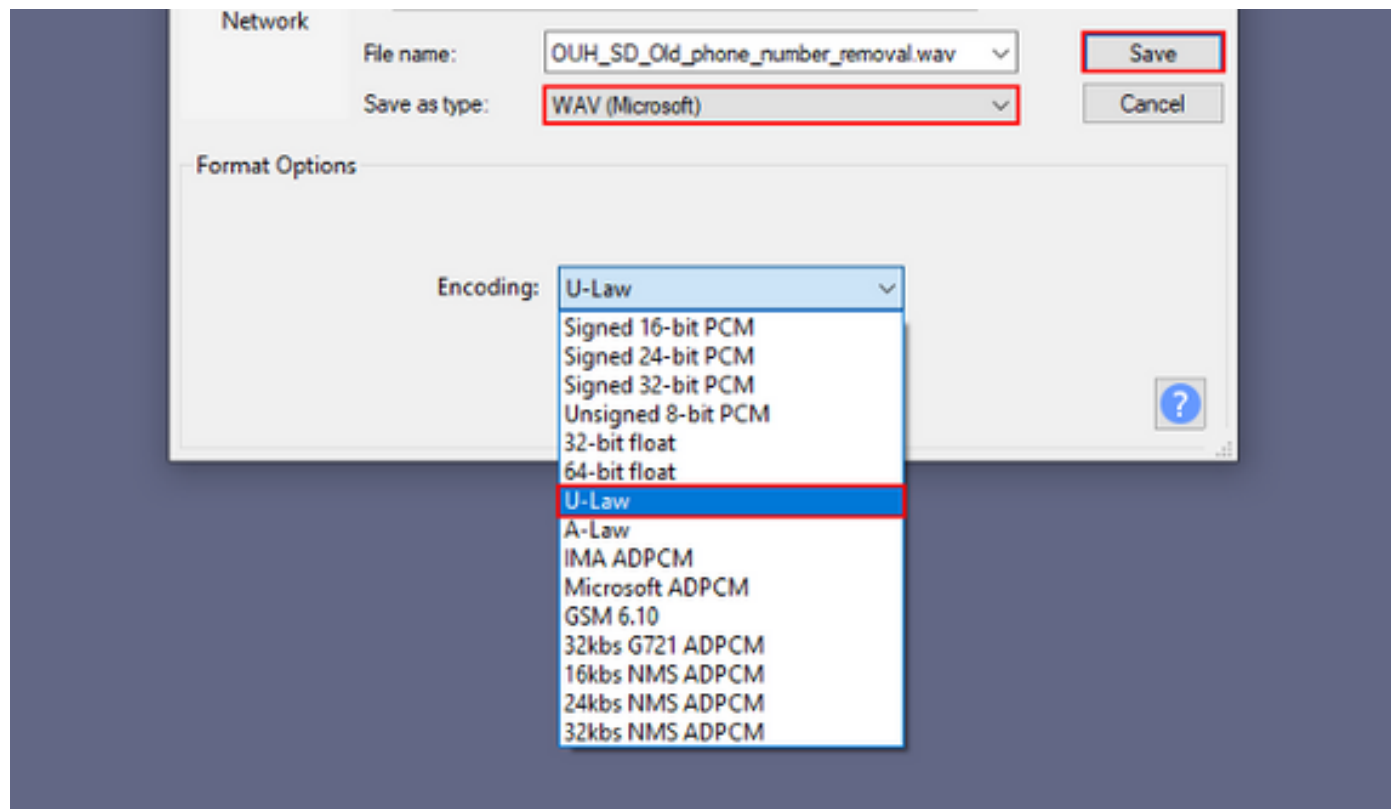 Network
File name: OUH_SD_Old_phone_number_removal.wav Save
Save as type: WAV (Microsoft) Cancel
Format Options
Encoding: U-Law
Signed 16-bit PCM
Signed 24-bit PCM
Signed 32-bit PCM
Unsigned 8-bit PCM
32-bit float
64-bit float
U-Law
A-Law
IMA ADPCM
Microsoft ADPCM
GSM 6.10
32kbs G721 ADPCM
16kbs NMS ADPCM
24kbs NMS ADPCM
32kbs NMS ADPCM
?